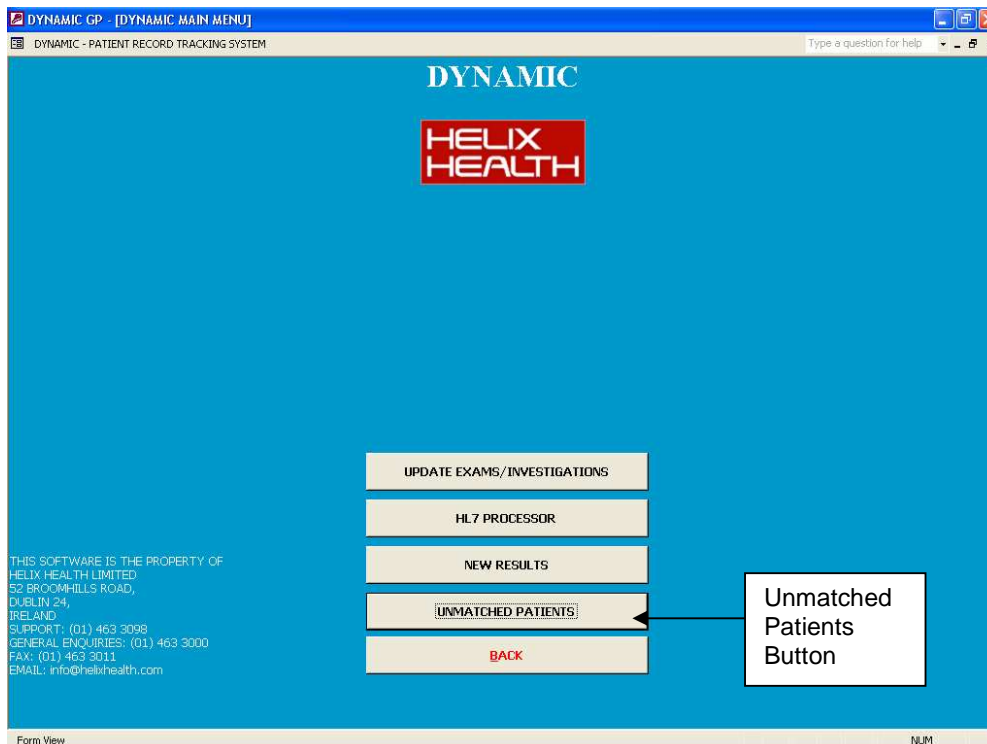 DYNAMIC GP - [DYNAMIC MAIN MENU]
DYNAMIC - PATIENT RECORD TRACKING SYSTEM
Type a question for help
DYNAMIC
HELIX
HEALTH
UPDATE EXAMS/INVESTIGATIONS
HL7 PROCESSOR
NEW RESULTS
UNMATCHED PATIENTS
BACK
THIS SOFTWARE IS THE PROPERTY OF
HELIX HEALTH LIMITED
52 BROOMHILLS ROAD,
DUBLIN 24,
IRELAND
SUPPORT: (01) 463 3098
GENERAL ENQUIRIES: (01) 463 3000
FAX: (01) 463 3011
EMAIL: info@helixhealth.com
Unmatched
Patients
Button
Form View
NUM